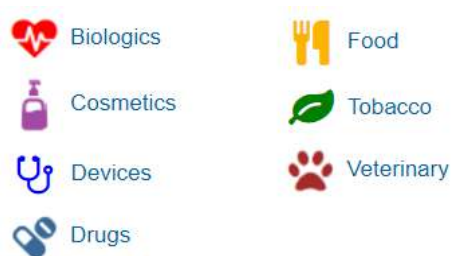 Biologics
Cosmetics
Devices
Drugs
Food
Tobacco
Veterinary